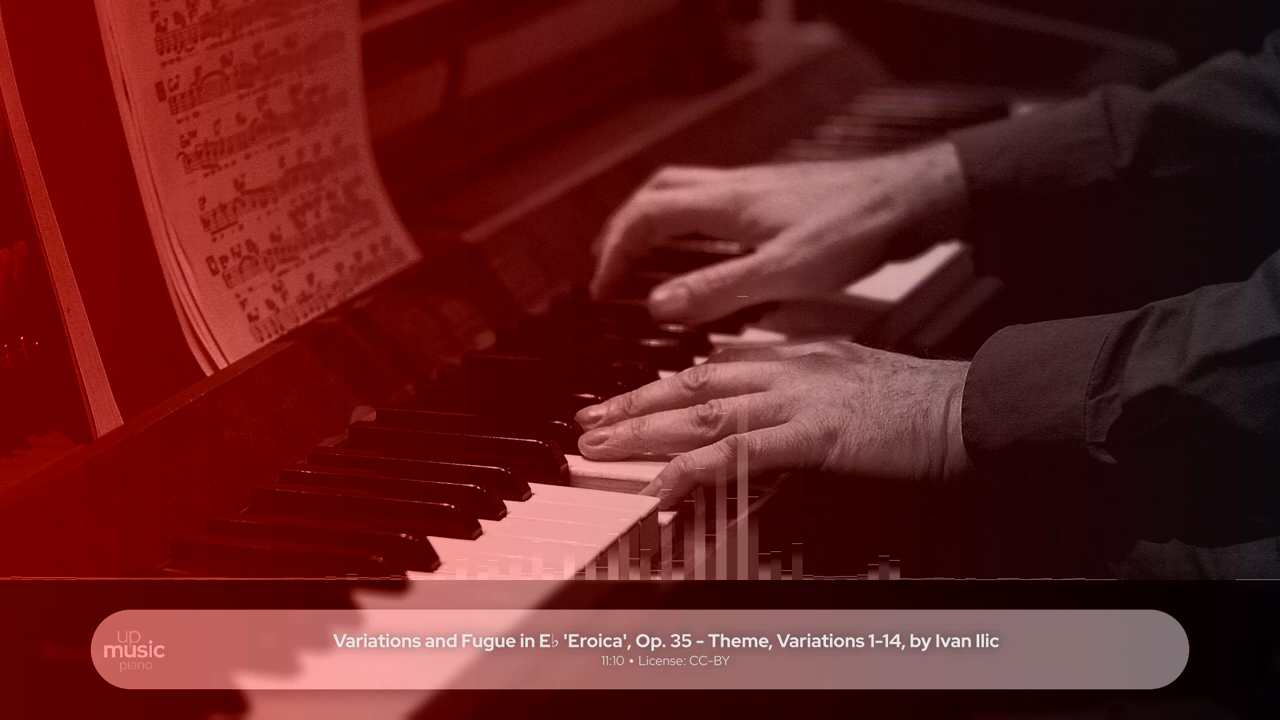 up
music
piano
Variations and Fugue in E♭ 'Eroica', Op. 35 - Theme, Variations 1-14, by Ivan Ilic
11:10 • License: CC-BY